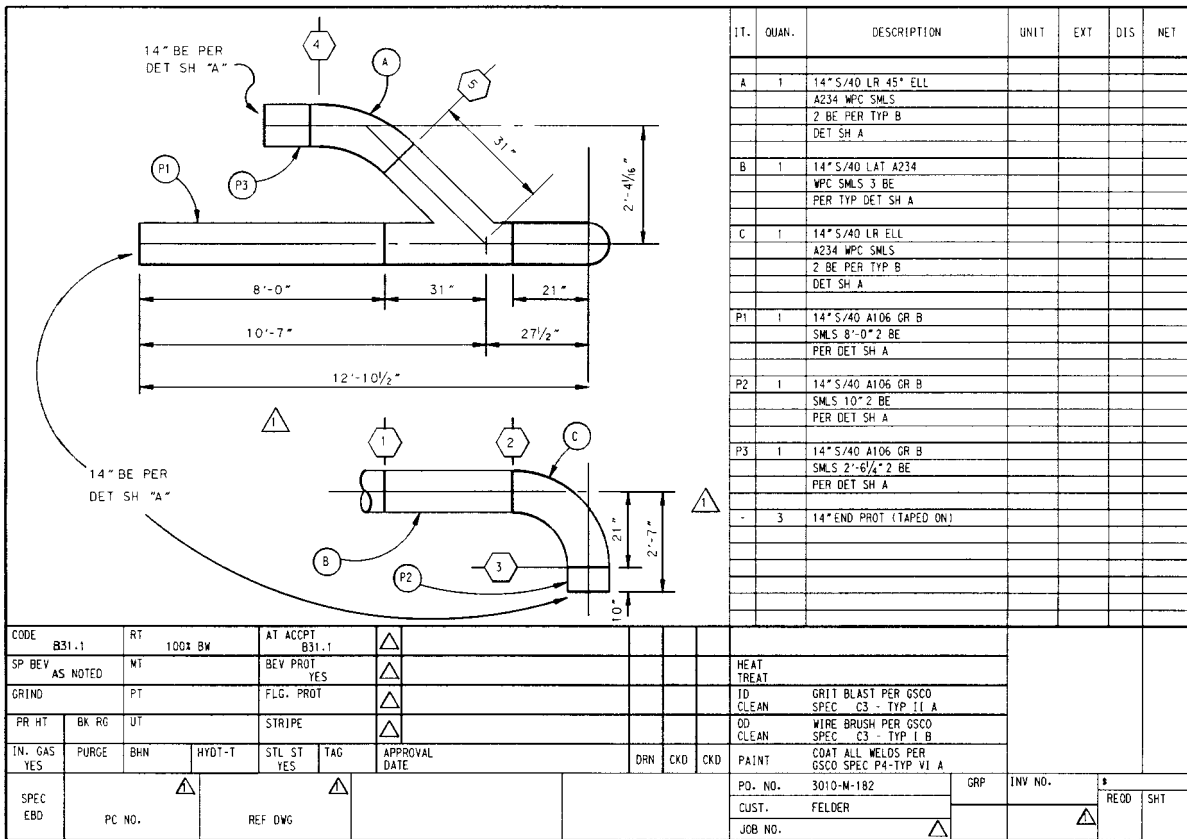 14" BE PER
DET SH "A"
4
A
5
31"
2'-4 1/16"
P1
P3
8'-0"
31"
21"
10'-7"
27 1/2"
12'-10 1/2"
1
14" BE PER
DET SH "A"
1
2
C
1
B
P2
3
21"
2'-7"
10"
IT. QUAN. DESCRIPTION UNIT EXT DIS NET
A 1 14" S/40 LR 45° ELL
A234 WPC SMLS
2 BE PER TYP B
DET SH A
B 1 14" S/40 LAT A234
WPC SMLS 3 BE
PER TYP DET SH A
C 1 14" S/40 LR ELL
A234 WPC SMLS
2 BE PER TYP B
DET SH A
P1 1 14" S/40 A106 GR B
SMLS 8'-0" 2 BE
PER DET SH A
P2 1 14" S/40 A106 GR B
SMLS 10" 2 BE
PER DET SH A
P3 1 14" S/40 A106 GR B
SMLS 2'-6 1/4" 2 BE
PER DET SH A
- 3 14" END PROT (TAPED ON)
CODE B31.1 RT 100% BW AT ACCPT B31.1
SP BEV AS NOTED MT BEV PROT YES
GRIND PT FLG. PROT
PR HT BK RG UT STRIPE
IN. GAS YES PURGE BHN HYDT-T STL ST YES TAG APPROVAL DATE DRN CKD CKD
SPEC EBD PC NO. 1 REF DWG 1
HEAT TREAT
ID CLEAN GRIT BLAST PER GSCO SPEC C3 - TYP II A
OD CLEAN WIRE BRUSH PER GSCO SPEC C3 - TYP I B
PAINT COAT ALL WELDS PER GSCO SPEC P4-TYP VI A
PO. NO. 3010-M-182 GRP INV NO. 1
CUST. FELDER
JOB NO.
REQD SHT